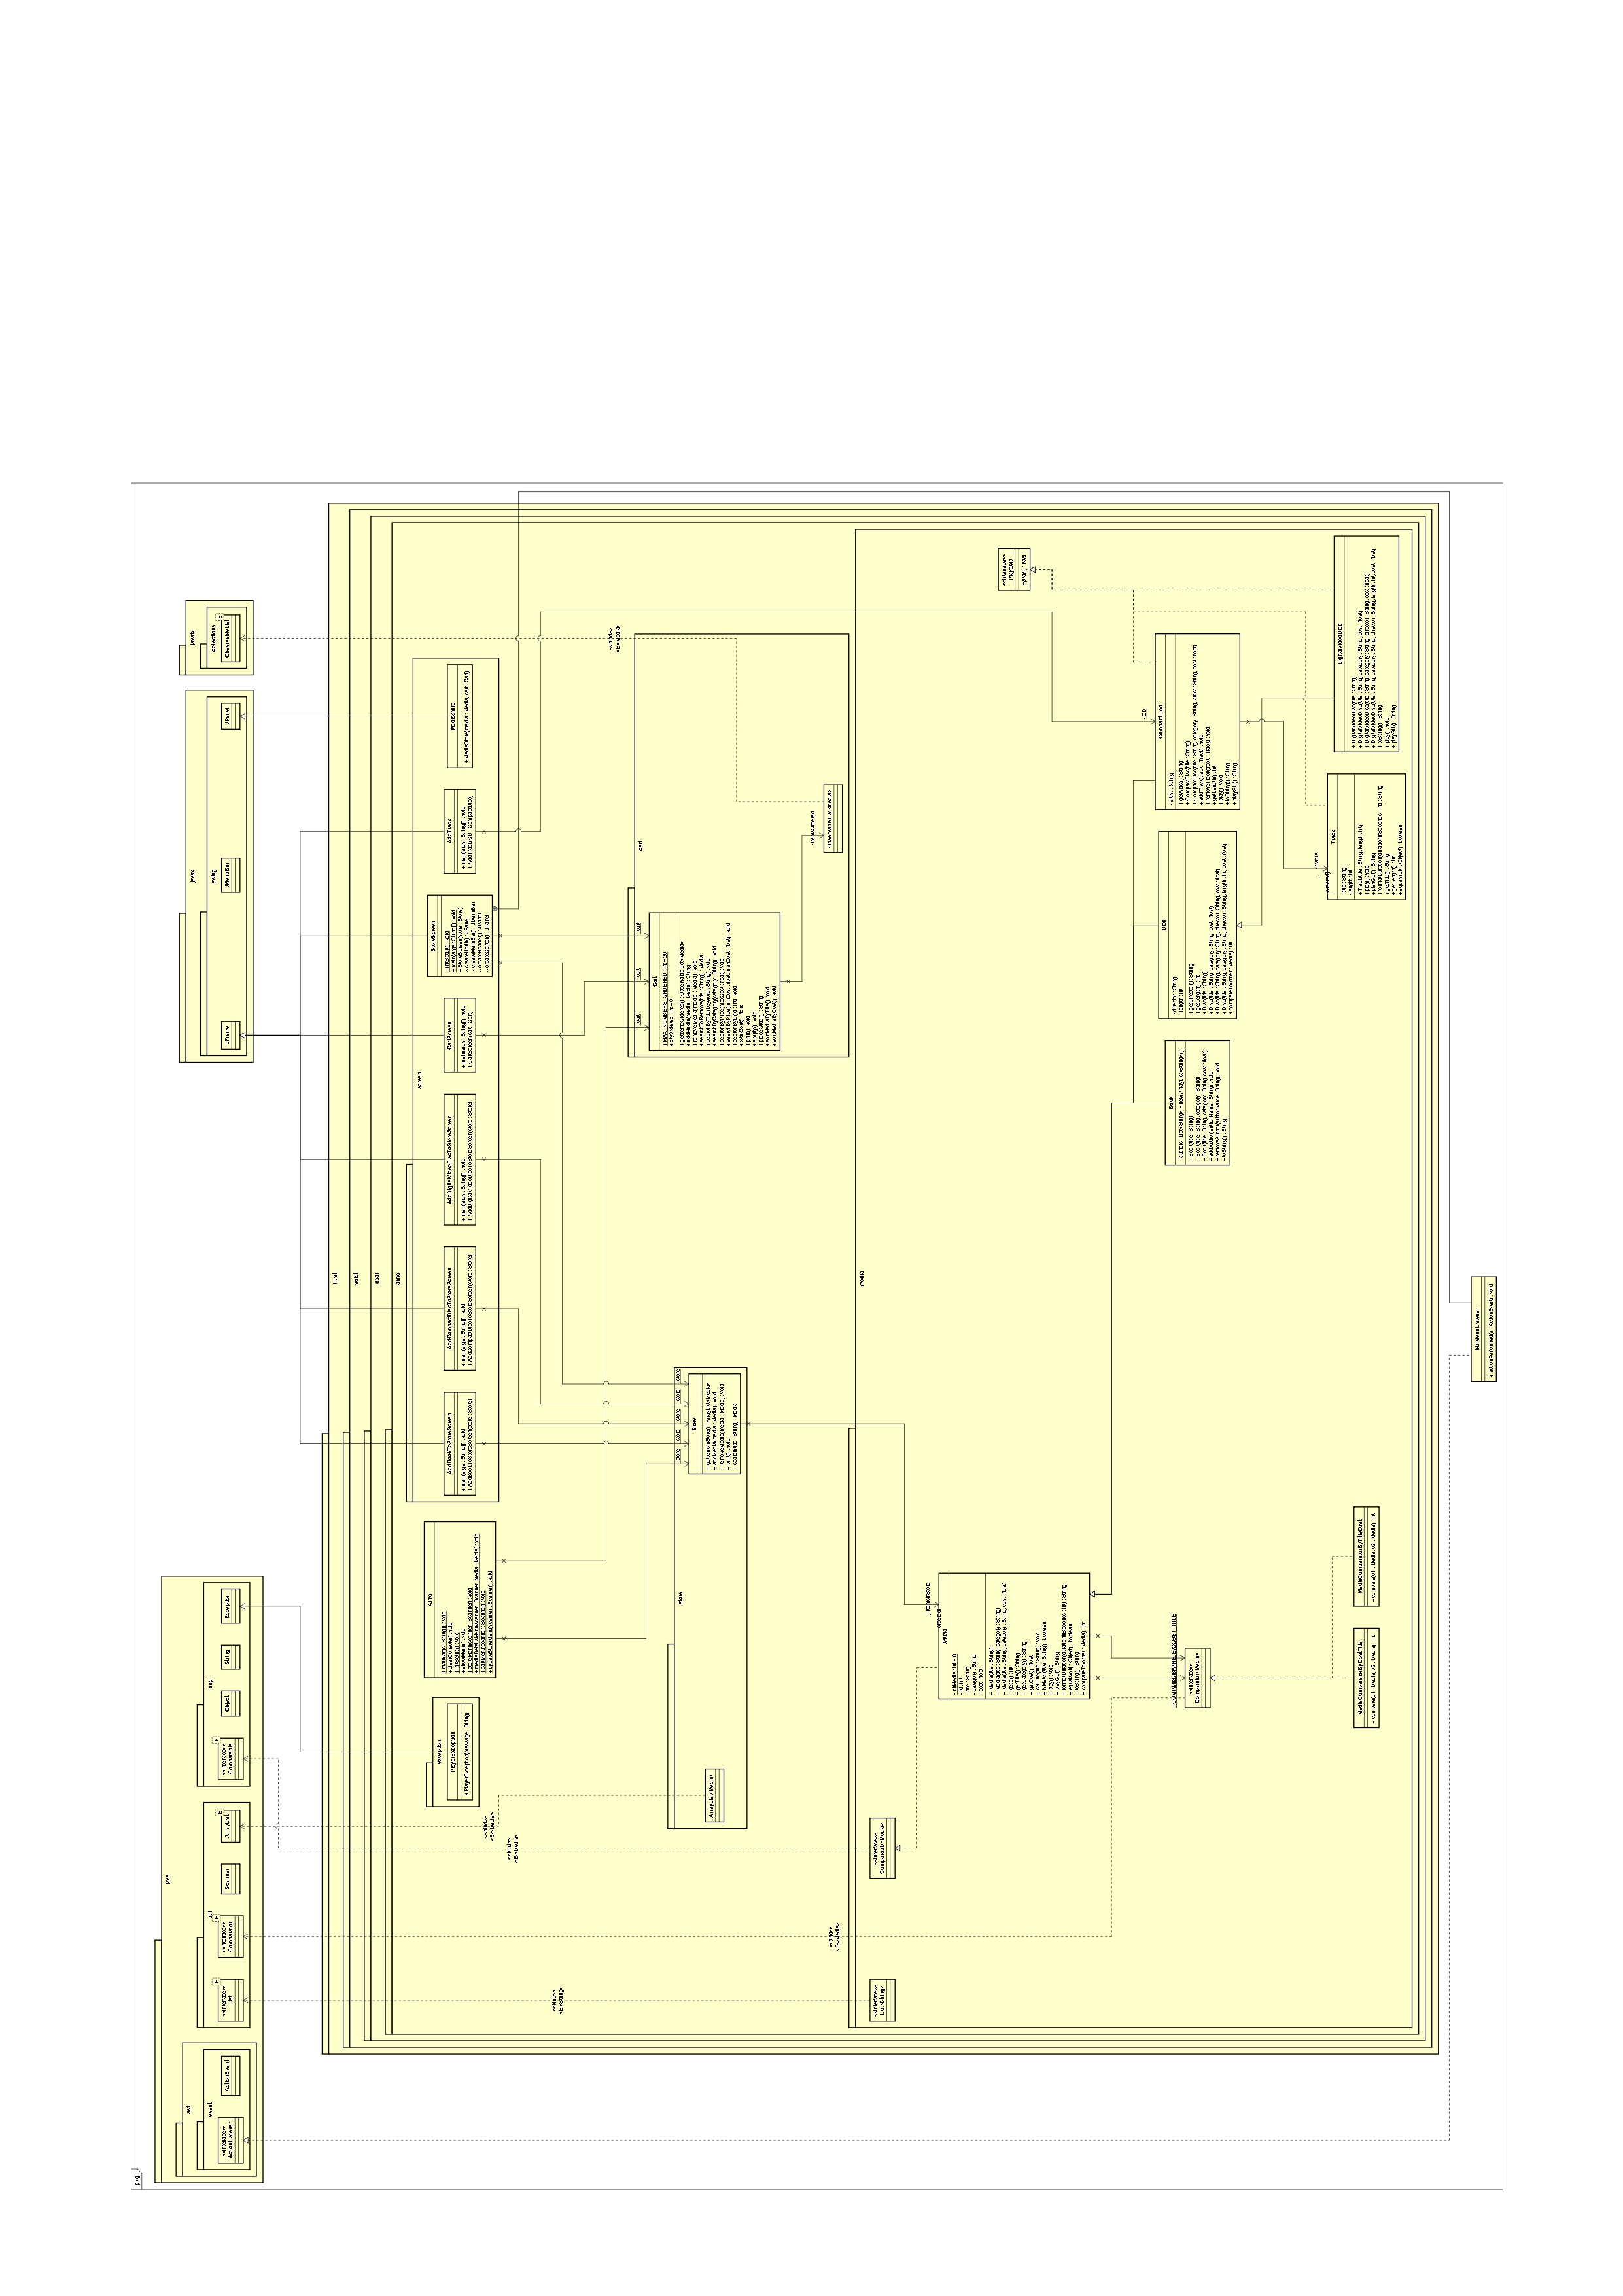 pkg
java
awt
event
<<interface>>
ActionListener
ActionEvent
util
<<interface>>
List
E
<<interface>>
Comparator
E
Scanner
ArrayList
E
lang
<<interface>>
Comparable
E
Object
String
Exception
javax
swing
JFrame
JMenuBar
JPanel
javafx
collections
ObservableList
E
hust
soict
dsai
aims
exception
PlayerException
+ PlayerException(message : String)
Aims
+ main(args : String[]) : void
+ clearConsole() : void
+ initSetup() : void
+ showMenu() : void
+ storeMenu(scanner : Scanner) : void
+ mediaDetailsMenu(scanner : Scanner, media : Media) : void
+ cartMenu(scanner : Scanner) : void
+ updateStoreMenu(scanner : Scanner) : void
screen
AddBookToStoreScreen
+ main(args : String[]) : void
+ AddBookToStoreScreen(store : Store)
AddCompactDiscToStoreScreen
+ main(args : String[]) : void
+ AddCompactDiscToStoreScreen(store : Store)
AddDigitalVideoDiscToStoreScreen
+ main(args : String[]) : void
+ AddDigitalVideoDiscToStoreScreen(store : Store)
CartScreen
+ main(args : String[]) : void
+ CartScreen(cart : Cart)
StoreScreen
+ initSetup() : void
+ main(args : String[]) : void
+ StoreScreen(store : Store)
~ createNorth() : JPanel
~ createMenuBar() : JMenuBar
~ createHeader() : JPanel
~ createCenter() : JPanel
AddTrack
+ main(args : String[]) : void
+ AddTrack(CD : CompactDisc)
MediaStore
+ MediaStore(media : Media, cart : Cart)
<<bind>>
<E->Media>
<<bind>>
<E->Media>
<<bind>>
<E->String>
<<bind>>
<E->Media>
<<bind>>
<E->Media>
store
ArrayList<Media>
- store
- store
- store
- store
- store
Store
+ getItemsInStore() : ArrayList<Media>
+ addMedia(media : Media) : void
+ removeMedia(media : Media) : void
+ print() : void
+ search(title : String) : Media
cart
- cart
- cart
- cart
Cart
+ MAX_NUMBERS_ORDERED : int = 20
+ qtyOrdered : int = 0
+ getItemsOrdered() : ObservableList<Media>
+ addMedia(media : Media) : String
+ removeMedia(media : Media) : void
+ searchToRemove(title : String) : Media
+ searchByTitle(keyword : String) : void
+ searchByCategory(category : String) : void
+ searchByPrice(maxCost : float) : void
+ searchByPrice(minCost : float, maxCost : float) : void
+ searchByID(id : int) : void
+ totalCost() : float
+ print() : void
+ empty() : void
+ placeOrder() : String
+ sortMediaByTitle() : void
+ sortMediaByCost() : void
- itemsOrdered
ObservableList<Media>
media
<<interface>>
List<String>
<<interface>>
Comparable<Media>
- itemsInStore
*
{ordered}
Media
- nbMedia : int = 0
- id : int
- title : String
- category : String
- cost : float
+ Media(title : String)
+ Media(title : String, category : String)
+ Media(title : String, category : String, cost : float)
+ getID() : int
+ getTitle() : String
+ getCategory() : String
+ getCost() : float
+ setTitle(title : String) : void
+ isMatch(title : String) : boolean
+ play() : void
+ playGUI() : String
+ formatDuration(durationInSeconds : int) : String
+ equals(obj : Object) : boolean
+ toString() : String
+ compareTo(other : Media) : int
<<interface>>
Playable
+ play() : void
<<interface>>
Comparator<Media>
Book
- authors : List<String> = new ArrayList<String>()
+ Book(title : String)
+ Book(title : String, category : String)
+ Book(title : String, category : String, cost : float)
+ addAuthor(authorName : String) : void
+ removeAuthor(authorName : String) : void
+ toString() : String
Disc
- director : String
- length : int
+ getDirector() : String
+ getLength() : int
+ Disc(title : String)
+ Disc(title : String, category : String, cost : float)
+ Disc(title : String, category : String, director : String, cost : float)
+ Disc(title : String, category : String, director : String, length : int, cost : float)
+ compareTo(other : Media) : int
- CD
CompactDisc
- artist : String
+ getArtist() : String
+ CompactDisc(title : String)
+ CompactDisc(title : String, category : String, artist : String, cost : float)
+ addTrack(track : Track) : void
+ removeTrack(track : Track) : void
+ getLength() : int
+ play() : void
+ toString() : String
+ playGUI() : String
- tracks
*
{ordered}
Track
- title : String
- length : int
+ Track(title : String, length : int)
+ play() : void
+ playGUI() : String
+ formatDuration(durationInSeconds : int) : String
+ getTitle() : String
+ getLength() : int
+ equals(obj : Object) : boolean
DigitalVideoDisc
+ DigitalVideoDisc(title : String)
+ DigitalVideoDisc(title : String, category : String, cost : float)
+ DigitalVideoDisc(title : String, category : String, director : String, cost : float)
+ DigitalVideoDisc(title : String, category : String, director : String, length : int, cost : float)
+ toString() : String
+ play() : void
+ playGUI() : String
MediaComparatorByCostTitle
+ compare(o1 : Media, o2 : Media) : int
MediaComparatorByTitleCost
+ compare(o1 : Media, o2 : Media) : int
btnMenuListener
+ actionPerformed(e : ActionEvent) : void